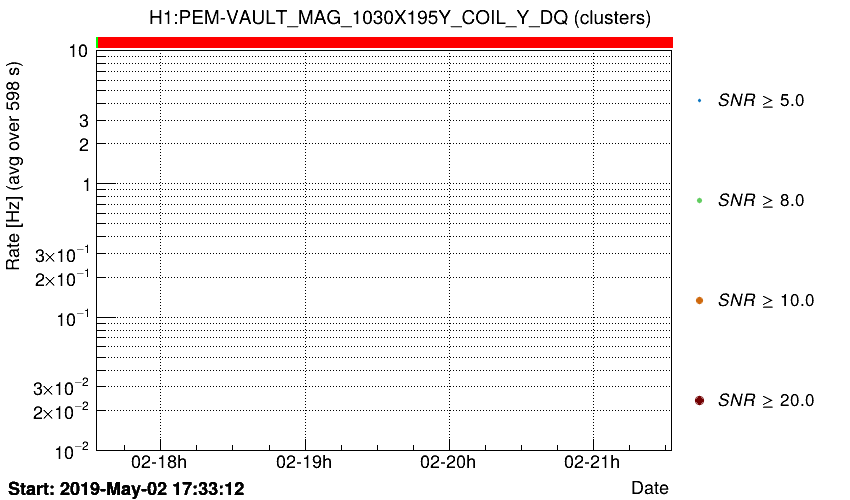 H1:PEM-VAULT_MAG_1030X195Y_COIL_Y_DQ (clusters)
Rate [Hz] (avg over 598 s)
10
3
2
1
3×10⁻¹
2×10⁻¹
10⁻¹
3×10⁻²
2×10⁻²
10⁻²
02-18h 02-19h 02-20h 02-21h
Date
Start: 2019-May-02 17:33:12
SNR ≥ 5.0
SNR ≥ 8.0
SNR ≥ 10.0
SNR ≥ 20.0